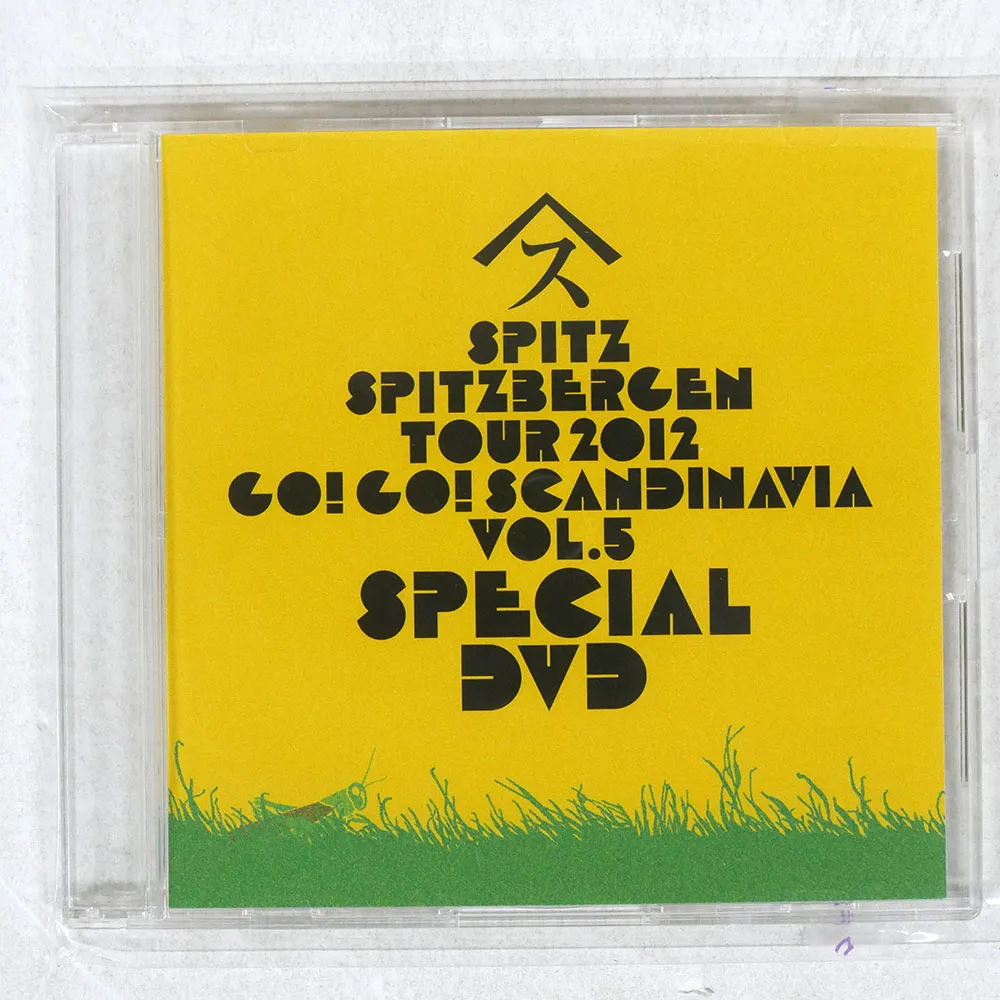 ス
SPITZ
SPITZBERGEN
TOUR 2012
GO! GO! SCANDINAVIA
VOL.5
SPECIAL
DVD